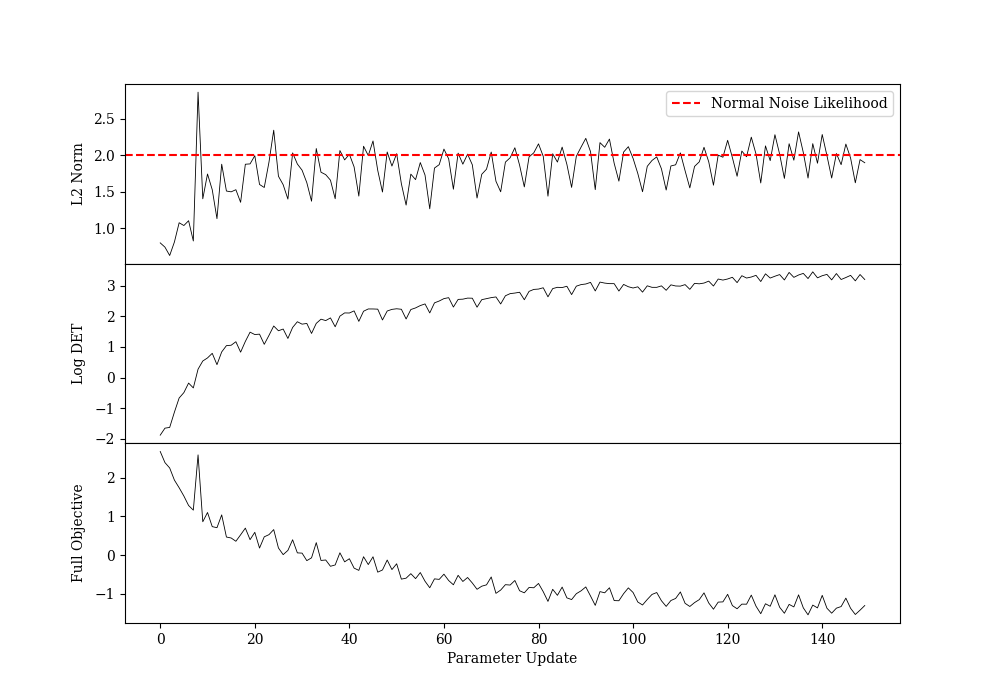 Normal Noise Likelihood
L2 Norm
2.5
2.0
1.5
1.0
Log DET
3
2
1
0
−1
−2
Full Objective
2
1
0
−1
0 20 40 60 80 100 120 140
Parameter Update